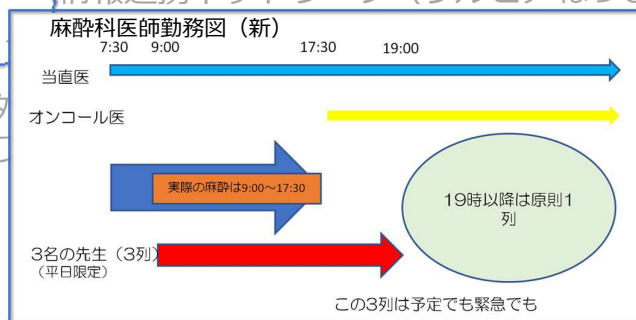 麻酔科医師勤務図（新）
7:30 9:00 17:30 19:00
当直医
オンコール医
実際の麻酔は9:00～17:30
19時以降は原則1
列
3名の先生（3列）
（平日限定）
この3列は予定でも緊急でも